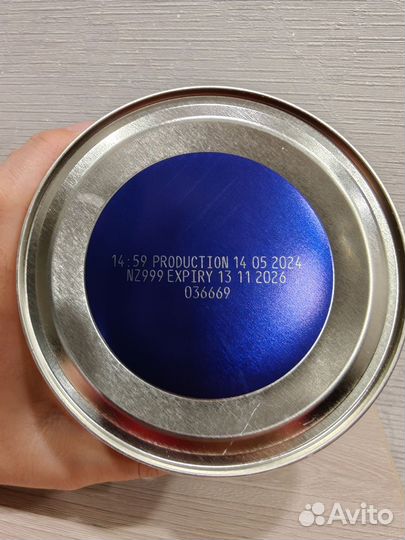 14:59 PRODUCTION 14 05 2024
NZ999 EXPIRY 13 11 2026
036669
Avito